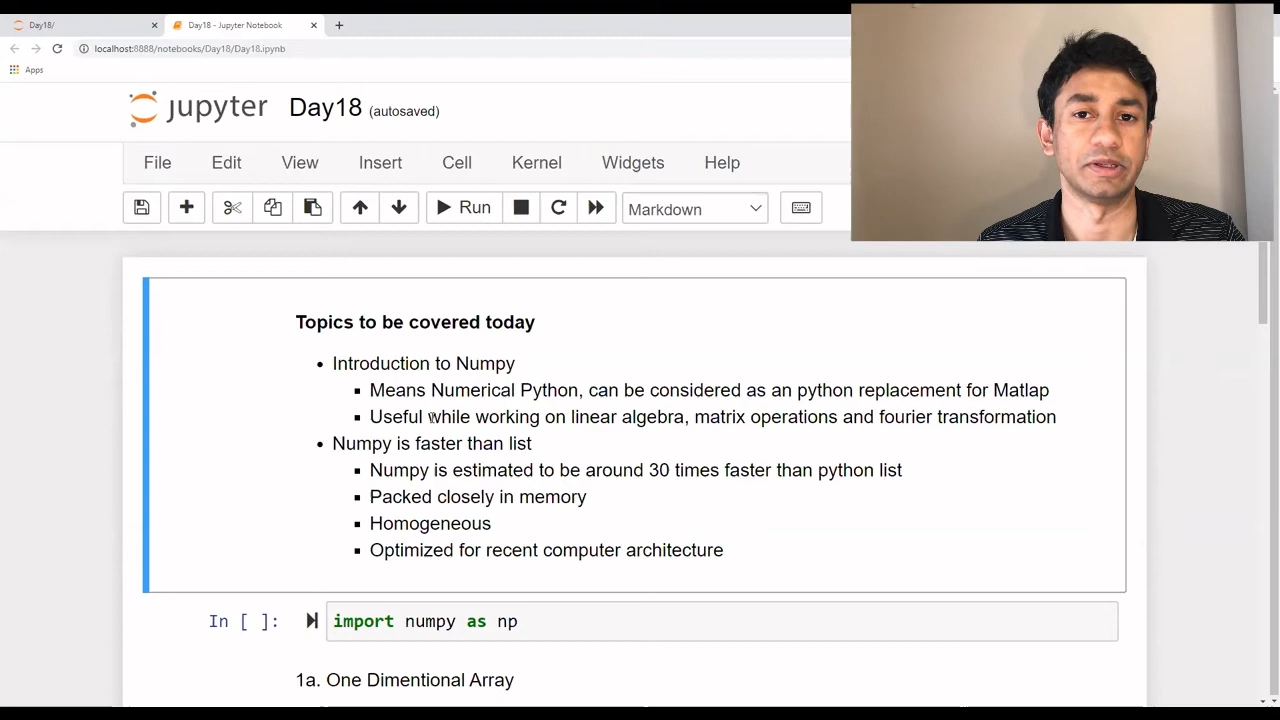 Day18/
Day18 - Jupyter Notebook
localhost:8888/notebooks/Day18/Day18.ipynb
Apps
jupyter Day18 (autosaved)
File Edit View Insert Cell Kernel Widgets Help
Run Markdown
Topics to be covered today
Introduction to Numpy
Means Numerical Python, can be considered as an python replacement for Matlap
Useful while working on linear algebra, matrix operations and fourier transformation
Numpy is faster than list
Numpy is estimated to be around 30 times faster than python list
Packed closely in memory
Homogeneous
Optimized for recent computer architecture
In [ ]: import numpy as np
1a. One Dimentional Array